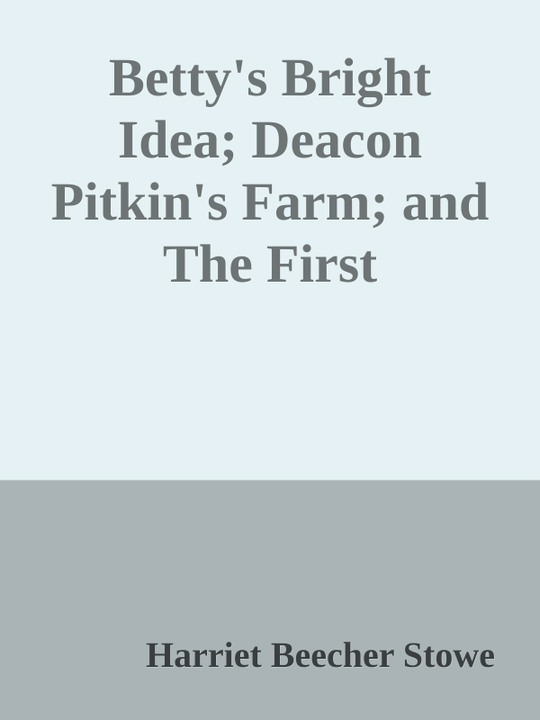 Betty's Bright
Idea; Deacon
Pitkin's Farm; and
The First
Harriet Beecher Stowe